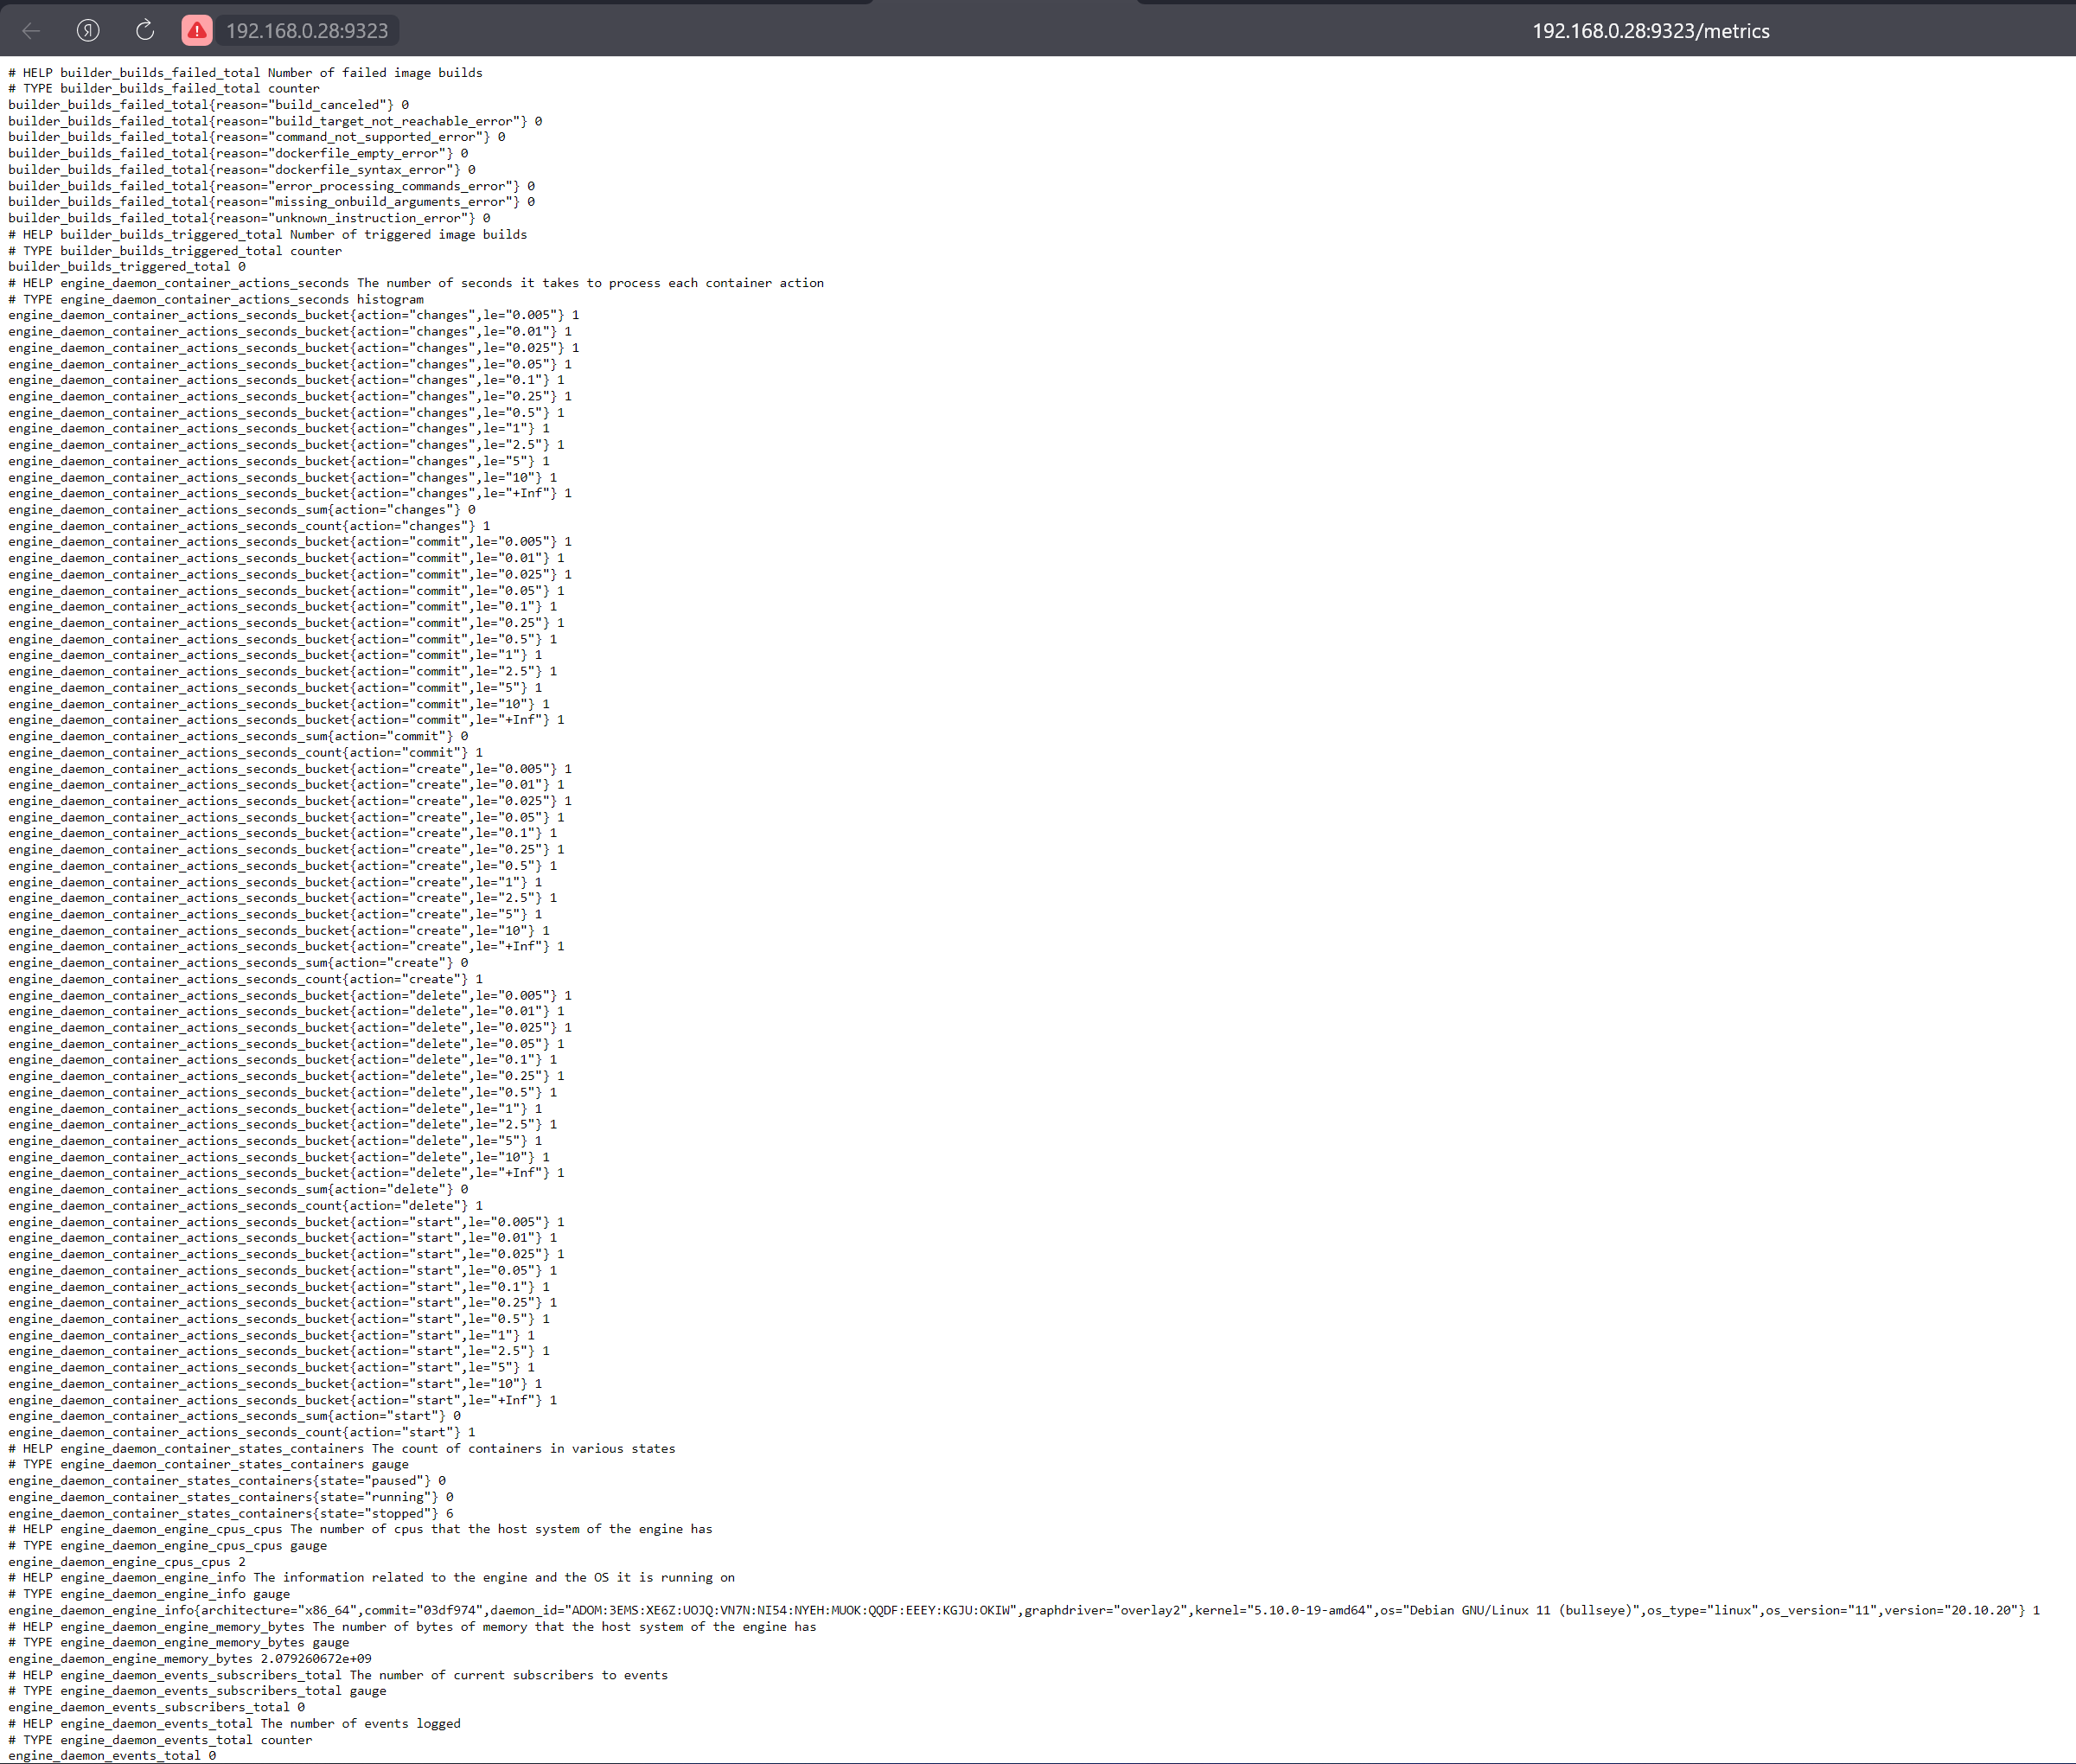 192.168.0.28:9323
192.168.0.28:9323/metrics
# HELP builder_builds_failed_total Number of failed image builds
# TYPE builder_builds_failed_total counter
builder_builds_failed_total{reason="build_canceled"} 0
builder_builds_failed_total{reason="build_target_not_reachable_error"} 0
builder_builds_failed_total{reason="command_not_supported_error"} 0
builder_builds_failed_total{reason="dockerfile_empty_error"} 0
builder_builds_failed_total{reason="dockerfile_syntax_error"} 0
builder_builds_failed_total{reason="error_processing_commands_error"} 0
builder_builds_failed_total{reason="missing_onbuild_arguments_error"} 0
builder_builds_failed_total{reason="unknown_instruction_error"} 0
# HELP builder_builds_triggered_total Number of triggered image builds
# TYPE builder_builds_triggered_total counter
builder_builds_triggered_total 0
# HELP engine_daemon_container_actions_seconds The number of seconds it takes to process each container action
# TYPE engine_daemon_container_actions_seconds histogram
engine_daemon_container_actions_seconds_bucket{action="changes",le="0.005"} 1
engine_daemon_container_actions_seconds_bucket{action="changes",le="0.01"} 1
engine_daemon_container_actions_seconds_bucket{action="changes",le="0.025"} 1
engine_daemon_container_actions_seconds_bucket{action="changes",le="0.05"} 1
engine_daemon_container_actions_seconds_bucket{action="changes",le="0.1"} 1
engine_daemon_container_actions_seconds_bucket{action="changes",le="0.25"} 1
engine_daemon_container_actions_seconds_bucket{action="changes",le="0.5"} 1
engine_daemon_container_actions_seconds_bucket{action="changes",le="1"} 1
engine_daemon_container_actions_seconds_bucket{action="changes",le="2.5"} 1
engine_daemon_container_actions_seconds_bucket{action="changes",le="5"} 1
engine_daemon_container_actions_seconds_bucket{action="changes",le="10"} 1
engine_daemon_container_actions_seconds_bucket{action="changes",le="+Inf"} 1
engine_daemon_container_actions_seconds_sum{action="changes"} 0
engine_daemon_container_actions_seconds_count{action="changes"} 1
engine_daemon_container_actions_seconds_bucket{action="commit",le="0.005"} 1
engine_daemon_container_actions_seconds_bucket{action="commit",le="0.01"} 1
engine_daemon_container_actions_seconds_bucket{action="commit",le="0.025"} 1
engine_daemon_container_actions_seconds_bucket{action="commit",le="0.05"} 1
engine_daemon_container_actions_seconds_bucket{action="commit",le="0.1"} 1
engine_daemon_container_actions_seconds_bucket{action="commit",le="0.25"} 1
engine_daemon_container_actions_seconds_bucket{action="commit",le="0.5"} 1
engine_daemon_container_actions_seconds_bucket{action="commit",le="1"} 1
engine_daemon_container_actions_seconds_bucket{action="commit",le="2.5"} 1
engine_daemon_container_actions_seconds_bucket{action="commit",le="5"} 1
engine_daemon_container_actions_seconds_bucket{action="commit",le="10"} 1
engine_daemon_container_actions_seconds_bucket{action="commit",le="+Inf"} 1
engine_daemon_container_actions_seconds_sum{action="commit"} 0
engine_daemon_container_actions_seconds_count{action="commit"} 1
engine_daemon_container_actions_seconds_bucket{action="create",le="0.005"} 1
engine_daemon_container_actions_seconds_bucket{action="create",le="0.01"} 1
engine_daemon_container_actions_seconds_bucket{action="create",le="0.025"} 1
engine_daemon_container_actions_seconds_bucket{action="create",le="0.05"} 1
engine_daemon_container_actions_seconds_bucket{action="create",le="0.1"} 1
engine_daemon_container_actions_seconds_bucket{action="create",le="0.25"} 1
engine_daemon_container_actions_seconds_bucket{action="create",le="0.5"} 1
engine_daemon_container_actions_seconds_bucket{action="create",le="1"} 1
engine_daemon_container_actions_seconds_bucket{action="create",le="2.5"} 1
engine_daemon_container_actions_seconds_bucket{action="create",le="5"} 1
engine_daemon_container_actions_seconds_bucket{action="create",le="10"} 1
engine_daemon_container_actions_seconds_bucket{action="create",le="+Inf"} 1
engine_daemon_container_actions_seconds_sum{action="create"} 0
engine_daemon_container_actions_seconds_count{action="create"} 1
engine_daemon_container_actions_seconds_bucket{action="delete",le="0.005"} 1
engine_daemon_container_actions_seconds_bucket{action="delete",le="0.01"} 1
engine_daemon_container_actions_seconds_bucket{action="delete",le="0.025"} 1
engine_daemon_container_actions_seconds_bucket{action="delete",le="0.05"} 1
engine_daemon_container_actions_seconds_bucket{action="delete",le="0.1"} 1
engine_daemon_container_actions_seconds_bucket{action="delete",le="0.25"} 1
engine_daemon_container_actions_seconds_bucket{action="delete",le="0.5"} 1
engine_daemon_container_actions_seconds_bucket{action="delete",le="1"} 1
engine_daemon_container_actions_seconds_bucket{action="delete",le="2.5"} 1
engine_daemon_container_actions_seconds_bucket{action="delete",le="5"} 1
engine_daemon_container_actions_seconds_bucket{action="delete",le="10"} 1
engine_daemon_container_actions_seconds_bucket{action="delete",le="+Inf"} 1
engine_daemon_container_actions_seconds_sum{action="delete"} 0
engine_daemon_container_actions_seconds_count{action="delete"} 1
engine_daemon_container_actions_seconds_bucket{action="start",le="0.005"} 1
engine_daemon_container_actions_seconds_bucket{action="start",le="0.01"} 1
engine_daemon_container_actions_seconds_bucket{action="start",le="0.025"} 1
engine_daemon_container_actions_seconds_bucket{action="start",le="0.05"} 1
engine_daemon_container_actions_seconds_bucket{action="start",le="0.1"} 1
engine_daemon_container_actions_seconds_bucket{action="start",le="0.25"} 1
engine_daemon_container_actions_seconds_bucket{action="start",le="0.5"} 1
engine_daemon_container_actions_seconds_bucket{action="start",le="1"} 1
engine_daemon_container_actions_seconds_bucket{action="start",le="2.5"} 1
engine_daemon_container_actions_seconds_bucket{action="start",le="5"} 1
engine_daemon_container_actions_seconds_bucket{action="start",le="10"} 1
engine_daemon_container_actions_seconds_bucket{action="start",le="+Inf"} 1
engine_daemon_container_actions_seconds_sum{action="start"} 0
engine_daemon_container_actions_seconds_count{action="start"} 1
# HELP engine_daemon_container_states_containers The count of containers in various states
# TYPE engine_daemon_container_states_containers gauge
engine_daemon_container_states_containers{state="paused"} 0
engine_daemon_container_states_containers{state="running"} 0
engine_daemon_container_states_containers{state="stopped"} 6
# HELP engine_daemon_engine_cpus_cpus The number of cpus that the host system of the engine has
# TYPE engine_daemon_engine_cpus_cpus gauge
engine_daemon_engine_cpus_cpus 2
# HELP engine_daemon_engine_info The information related to the engine and the OS it is running on
# TYPE engine_daemon_engine_info gauge
engine_daemon_engine_info{architecture="x86_64",commit="03df974",daemon_id="ADOM:3EMS:XE6Z:UOJQ:VN7N:NI54:NYEH:MUOK:QQDF:EEEY:KGJU:OKIW",graphdriver="overlay2",kernel="5.10.0-19-amd64",os="Debian GNU/Linux 11 (bullseye)",os_type="linux",os_version="11",version="20.10.20"} 1
# HELP engine_daemon_engine_memory_bytes The number of bytes of memory that the host system of the engine has
# TYPE engine_daemon_engine_memory_bytes gauge
engine_daemon_engine_memory_bytes 2.079260672e+09
# HELP engine_daemon_events_subscribers_total The number of current subscribers to events
# TYPE engine_daemon_events_subscribers_total gauge
engine_daemon_events_subscribers_total 0
# HELP engine_daemon_events_total The number of events logged
# TYPE engine_daemon_events_total counter
engine_daemon_events_total 0